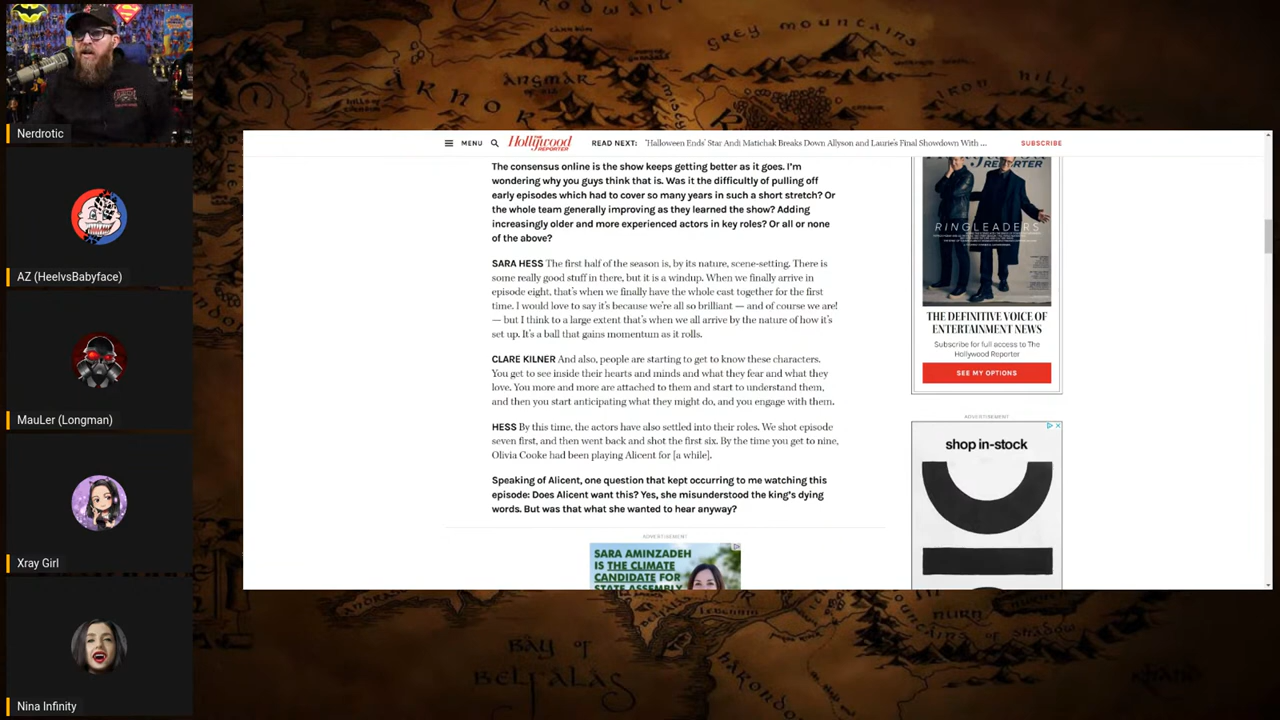 Nerdrotic
AZ (HeelvsBabyface)
MauLer (Longman)
Xray Girl
Nina Infinity
GREY MOUNTAINS
ANGMAR
IRON HILLS
MENU
The Hollywood REPORTER
READ NEXT:
'Halloween Ends' Star Andi Matichak Breaks Down Allyson and Laurie's Final Showdown With ...
SUBSCRIBE
The consensus online is the show keeps getting better as it goes. I'm
wondering why you guys think that is. Was it the difficultly of pulling off
early episodes which had to cover so many years in such a short stretch? Or
the whole team generally improving as they learned the show? Adding
increasingly older and more experienced actors in key roles? Or all or none
of the above?
SARA HESS The first half of the season is, by its nature, scene-setting. There is
some really good stuff in there, but it is a windup. When we finally arrive in
episode eight, that's when we finally have the whole cast together for the first
time. I would love to say it's because we're all so brilliant — and of course we are!
— but I think to a large extent that's when we all arrive by the nature of how it's
set up. It's a ball that gains momentum as it rolls.
CLARE KILNER And also, people are starting to get to know these characters.
You get to see inside their hearts and minds and what they fear and what they
love. You more and more are attached to them and start to understand them,
and then you start anticipating what they might do, and you engage with them.
HESS By this time, the actors have also settled into their roles. We shot episode
seven first, and then went back and shot the first six. By the time you get to nine,
Olivia Cooke had been playing Alicent for [a while].
Speaking of Alicent, one question that kept occurring to me watching this
episode: Does Alicent want this? Yes, she misunderstood the king's dying
words. But was that what she wanted to hear anyway?
ADVERTISEMENT
SARA AMINZADEH
IS THE CLIMATE
CANDIDATE FOR
STATE ASSEMBLY
RINGLEADERS
THE DEFINITIVE VOICE OF
ENTERTAINMENT NEWS
Subscribe for full access to The
Hollywood Reporter
SEE MY OPTIONS
ADVERTISEMENT
shop in-stock
BAY OF
BELFALAS